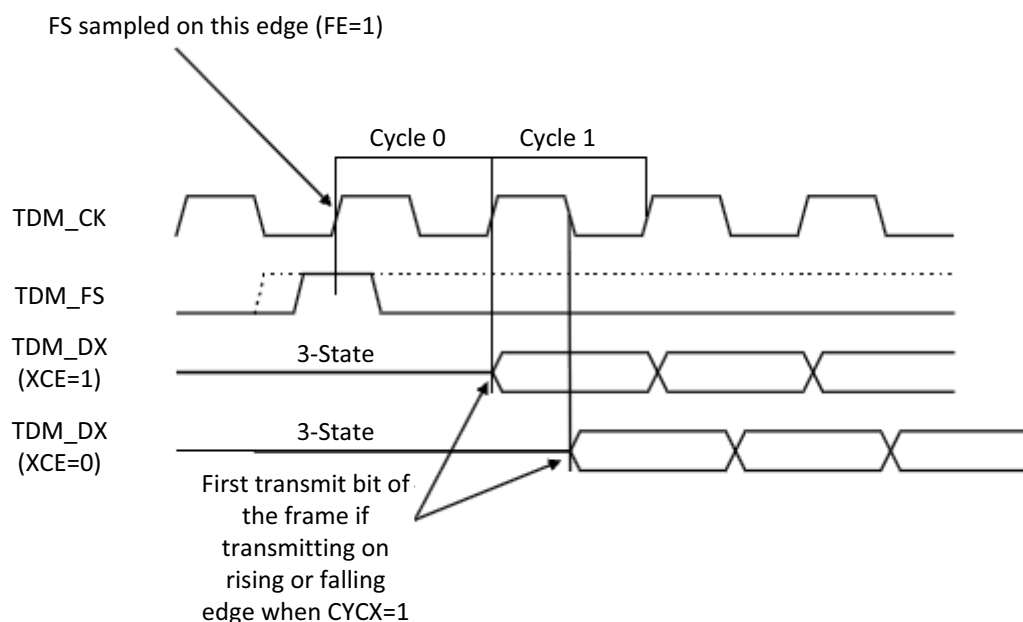 FS sampled on this edge (FE=1)
Cycle 0
Cycle 1
TDM_CK
TDM_FS
TDM_DX
(XCE=1)
3-State
TDM_DX
(XCE=0)
3-State
First transmit bit of
the frame if
transmitting on
rising or falling
edge when CYCX=1